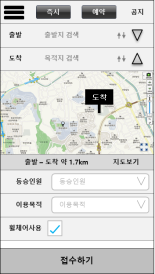 즉시 예약 공지
출발 출발지 검색
도착 목적지 검색
도착
출발 ~ 도착 약 1.7km 지도보기
동승인원 동승인원
이용목적 이용목적
휠체어사용
접수하기